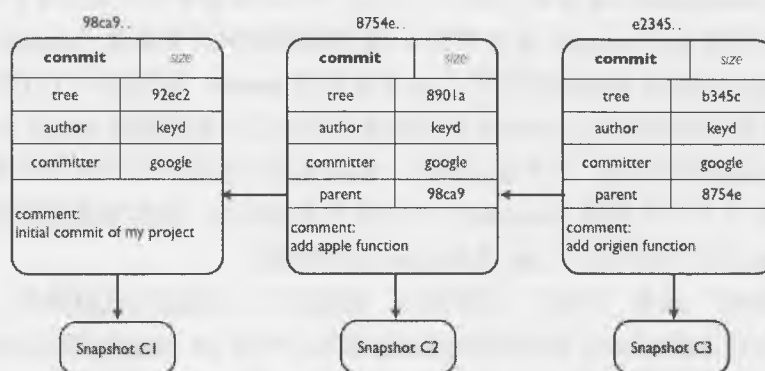 98ca9. .
8754e. .
e2345. .
commit size
tree 92ec2
author keyd
committer google
comment:
initial commit of my project
commit size
tree 8901a
author keyd
committer google
parent 98ca9
comment:
add apple function
commit size
tree b345c
author keyd
committer google
parent 8754e
comment:
add origien function
Snapshot C1
Snapshot C2
Snapshot C3